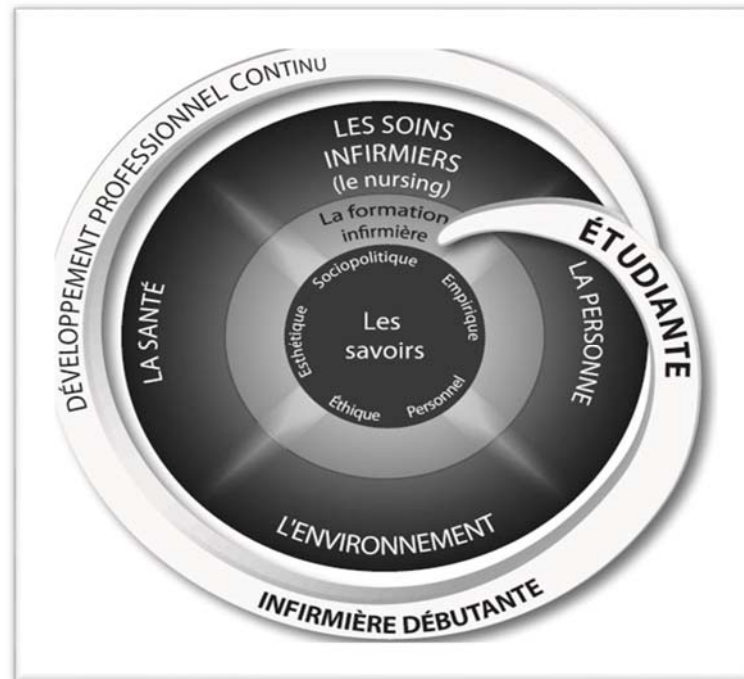 DÉVELOPPEMENT PROFESSIONNEL CONTINU
LES SOINS
INFIRMIERS
(le nursing)
La formation
infirmière
ÉTUDIANTE
Sociopolitique
Empirique
Esthétique
Les
savoirs
Éthique
Personnel
LA SANTÉ
LA PERSONNE
L'ENVIRONNEMENT
INFIRMIÈRE DÉBUTANTE